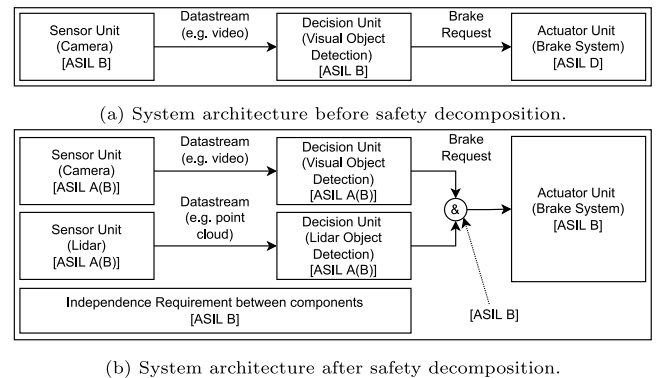 Sensor Unit
(Camera)
[ASIL B]
Datastream
(e.g. video)
Decision Unit
(Visual Object
Detection)
[ASIL B]
Brake
Request
Actuator Unit
(Brake System)
[ASIL D]
(a) System architecture before safety decomposition.
Sensor Unit
(Camera)
[ASIL A(B)]
Datastream
(e.g. video)
Decision Unit
(Visual Object
Detection)
[ASIL A(B)]
Brake
Request
Sensor Unit
(Lidar)
[ASIL A(B)]
Datastream
(e.g. point
cloud)
Decision Unit
(Lidar Object
Detection)
[ASIL A(B)]
&
Actuator Unit
(Brake System)
[ASIL B]
Independence Requirement between components
[ASIL B]
[ASIL B]
(b) System architecture after safety decomposition.